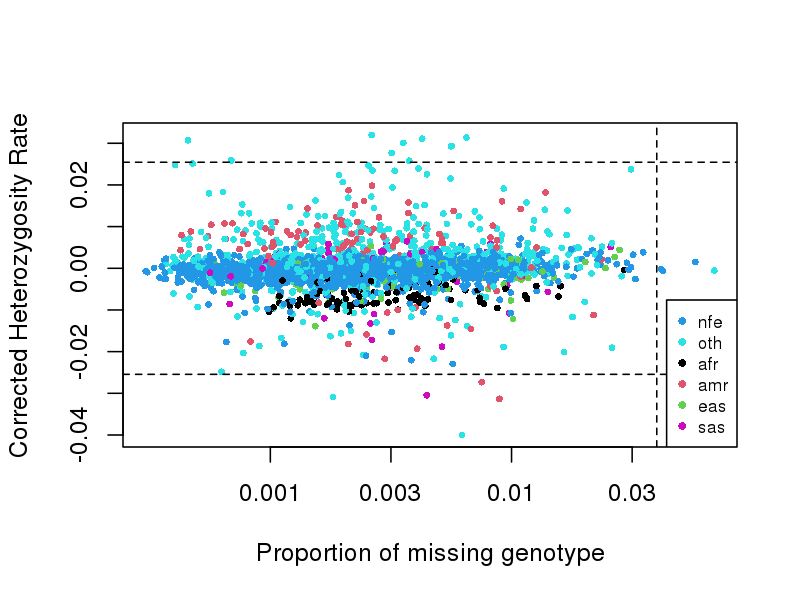 Corrected Heterozygosity Rate
0.02
0.00
-0.02
-0.04
nfe
oth
afr
amr
eas
sas
0.001
0.003
0.01
0.03
Proportion of missing genotype